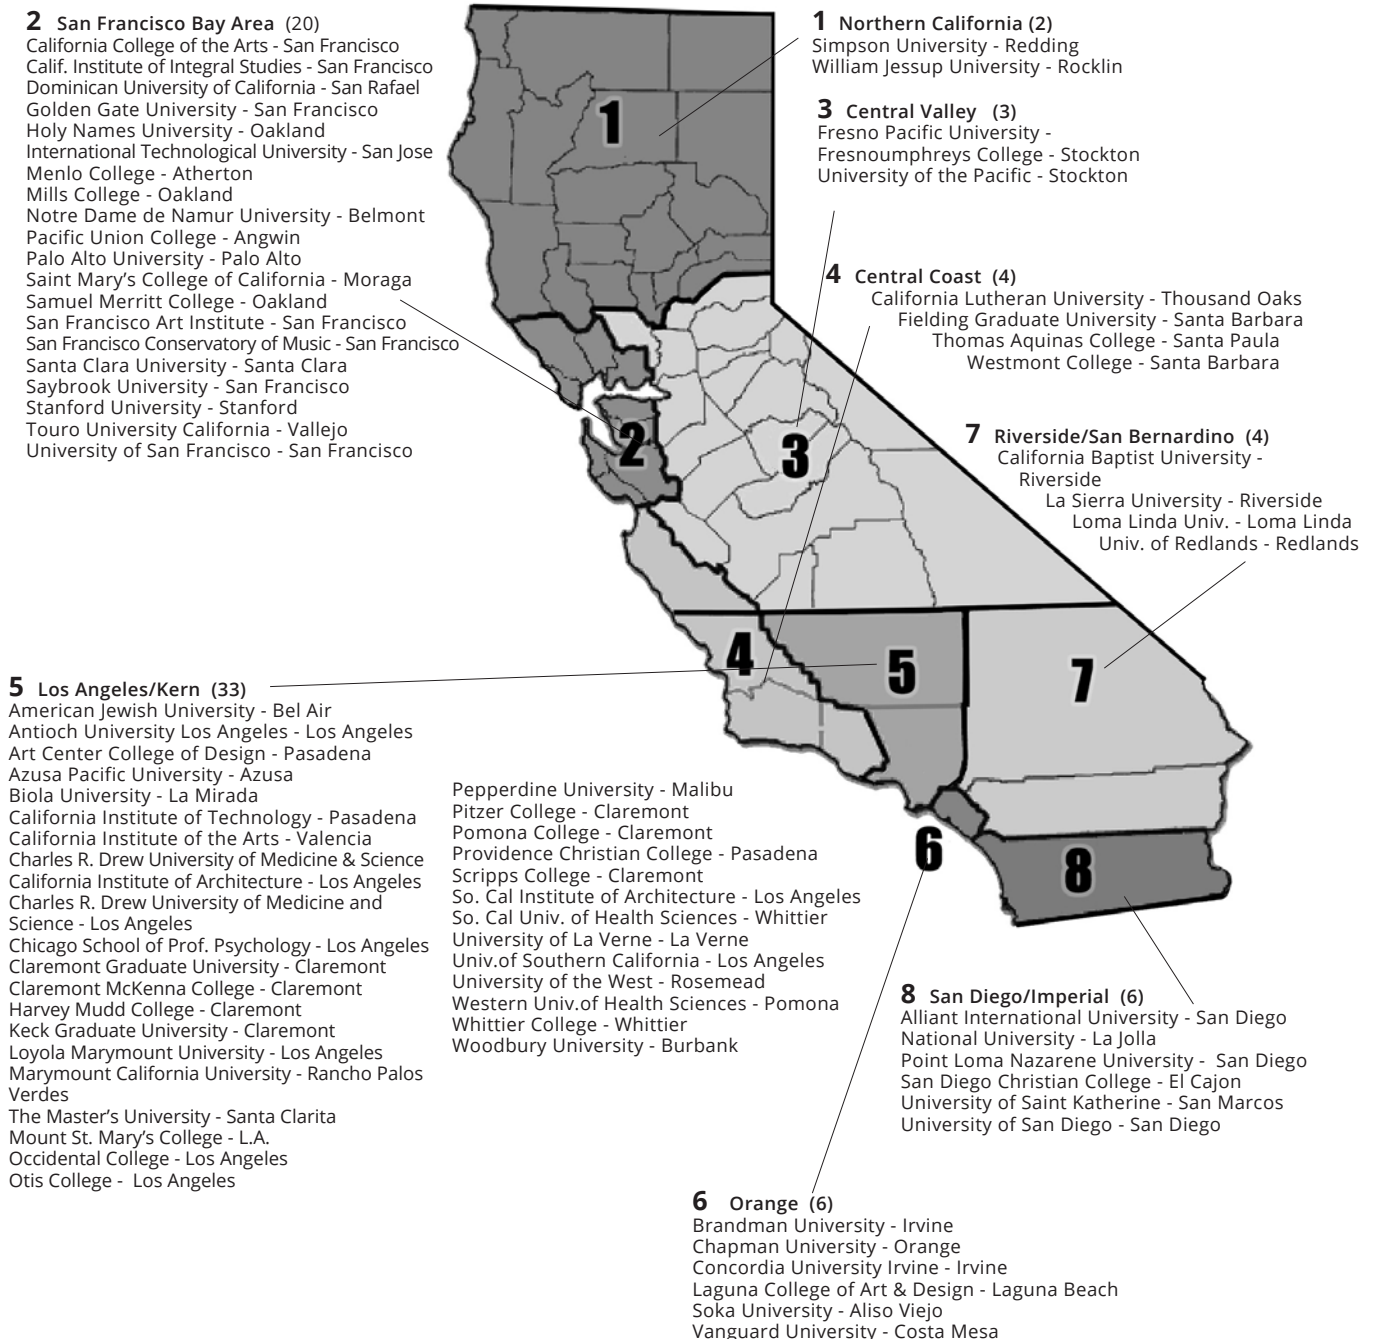 2 San Francisco Bay Area (20)
California College of the Arts - San Francisco
Calif. Institute of Integral Studies - San Francisco
Dominican University of California - San Rafael
Golden Gate University - San Francisco
Holy Names University - Oakland
International Technological University - San Jose
Menlo College - Atherton
Mills College - Oakland
Notre Dame de Namur University - Belmont
Pacific Union College - Angwin
Palo Alto University - Palo Alto
Saint Mary's College of California - Moraga
Samuel Merritt College - Oakland
San Francisco Art Institute - San Francisco
San Francisco Conservatory of Music - San Francisco
Santa Clara University - Santa Clara
Saybrook University - San Francisco
Stanford University - Stanford
Touro University California - Vallejo
University of San Francisco - San Francisco
1 Northern California (2)
Simpson University - Redding
William Jessup University - Rocklin
3 Central Valley (3)
Fresno Pacific University -
Fresnoumphreys College - Stockton
University of the Pacific - Stockton
4 Central Coast (4)
California Lutheran University - Thousand Oaks
Fielding Graduate University - Santa Barbara
Thomas Aquinas College - Santa Paula
Westmont College - Santa Barbara
7 Riverside/San Bernardino (4)
California Baptist University -
Riverside
La Sierra University - Riverside
Loma Linda Univ. - Loma Linda
Univ. of Redlands - Redlands
1
2
3
4
5
7
6
8
5 Los Angeles/Kern (33)
American Jewish University - Bel Air
Antioch University Los Angeles - Los Angeles
Art Center College of Design - Pasadena
Azusa Pacific University - Azusa
Biola University - La Mirada
California Institute of Technology - Pasadena
California Institute of the Arts - Valencia
Charles R. Drew University of Medicine & Science
California Institute of Architecture - Los Angeles
Charles R. Drew University of Medicine and
Science - Los Angeles
Chicago School of Prof. Psychology - Los Angeles
Claremont Graduate University - Claremont
Claremont McKenna College - Claremont
Harvey Mudd College - Claremont
Keck Graduate University - Claremont
Loyola Marymount University - Los Angeles
Marymount California University - Rancho Palos
Verdes
The Master's University - Santa Clarita
Mount St. Mary's College - L.A.
Occidental College - Los Angeles
Otis College - Los Angeles
Pepperdine University - Malibu
Pitzer College - Claremont
Pomona College - Claremont
Providence Christian College - Pasadena
Scripps College - Claremont
So. Cal Institute of Architecture - Los Angeles
So. Cal Univ. of Health Sciences - Whittier
University of La Verne - La Verne
Univ.of Southern California - Los Angeles
University of the West - Rosemead
Western Univ.of Health Sciences - Pomona
Whittier College - Whittier
Woodbury University - Burbank
8 San Diego/Imperial (6)
Alliant International University - San Diego
National University - La Jolla
Point Loma Nazarene University - San Diego
San Diego Christian College - El Cajon
University of Saint Katherine - San Marcos
University of San Diego - San Diego
6 Orange (6)
Brandman University - Irvine
Chapman University - Orange
Concordia University Irvine - Irvine
Laguna College of Art & Design - Laguna Beach
Soka University - Aliso Viejo
Vanguard University - Costa Mesa